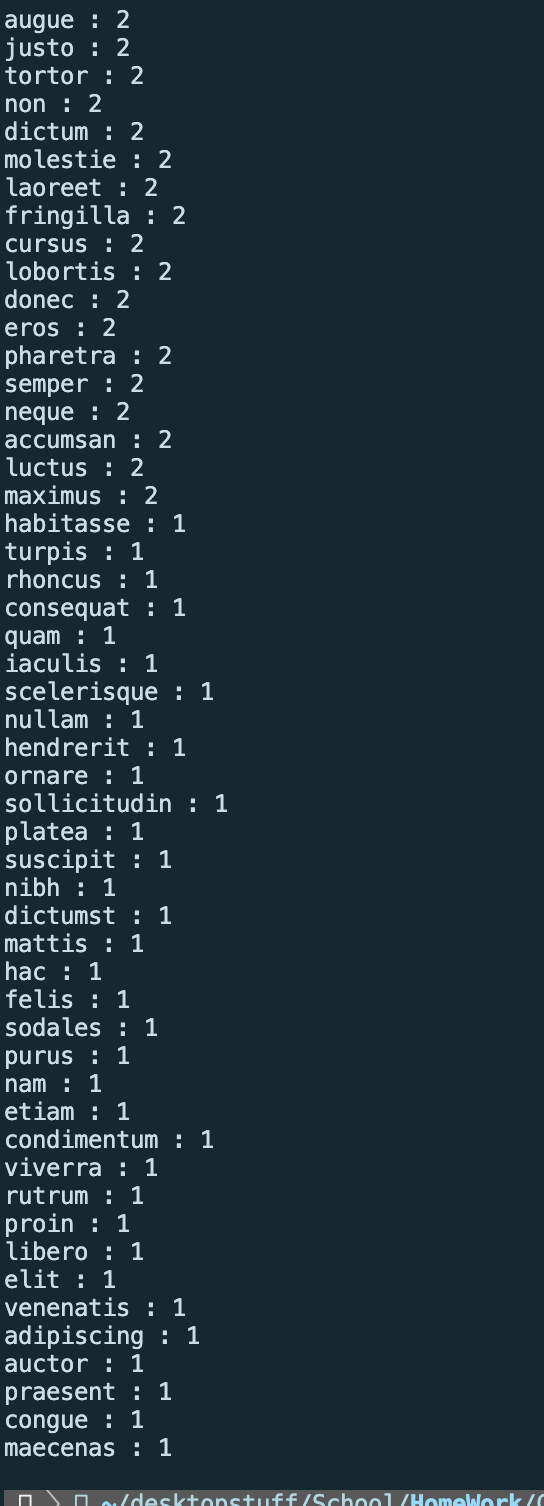 augue : 2
justo : 2
tortor : 2
non : 2
dictum : 2
molestie : 2
laoreet : 2
fringilla : 2
cursus : 2
lobortis : 2
donec : 2
eros : 2
pharetra : 2
semper : 2
neque : 2
accumsan : 2
luctus : 2
maximus : 2
habitasse : 1
turpis : 1
rhoncus : 1
consequat : 1
quam : 1
iaculis : 1
scelerisque : 1
nullam : 1
hendrerit : 1
ornare : 1
sollicitudin : 1
platea : 1
suscipit : 1
nibh : 1
dictumst : 1
mattis : 1
hac : 1
felis : 1
sodales : 1
purus : 1
nam : 1
etiam : 1
condimentum : 1
viverra : 1
rutrum : 1
proin : 1
libero : 1
elit : 1
venenatis : 1
adipiscing : 1
auctor : 1
praesent : 1
congue : 1
maecenas : 1
~/desktopstuff/School/HomeWork/